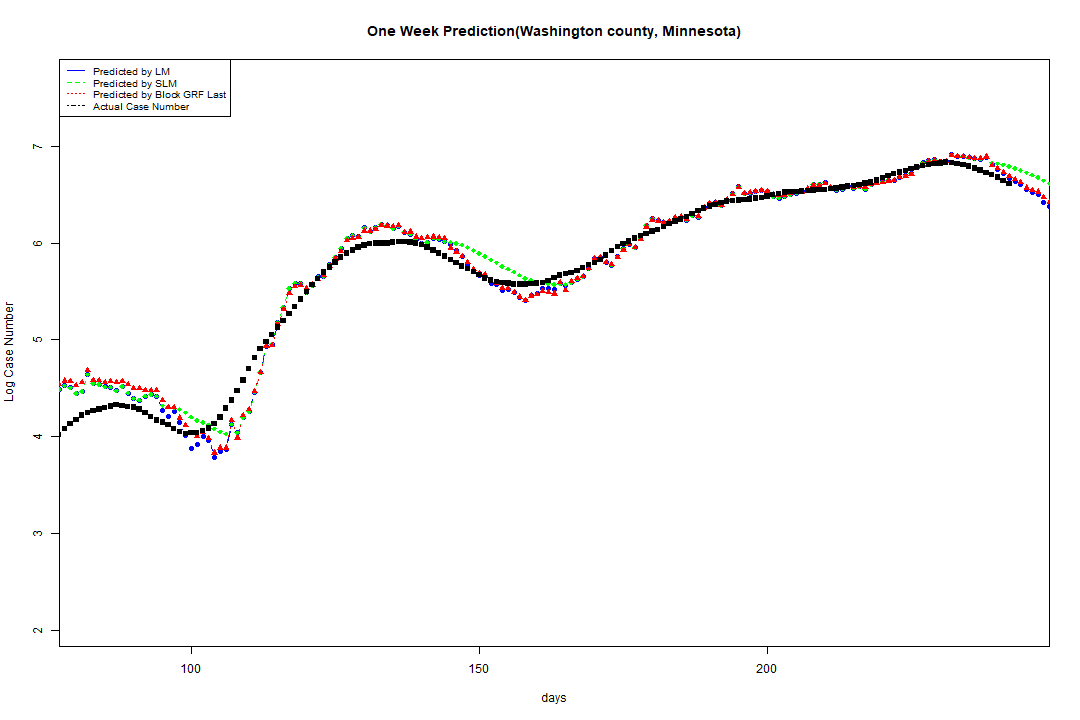 One Week Prediction(Washington county, Minnesota)
Predicted by LM
Predicted by SLM
Predicted by Block GRF Last
Actual Case Number
7
6
5
4
3
2
Log Case Number
100 150 200
days